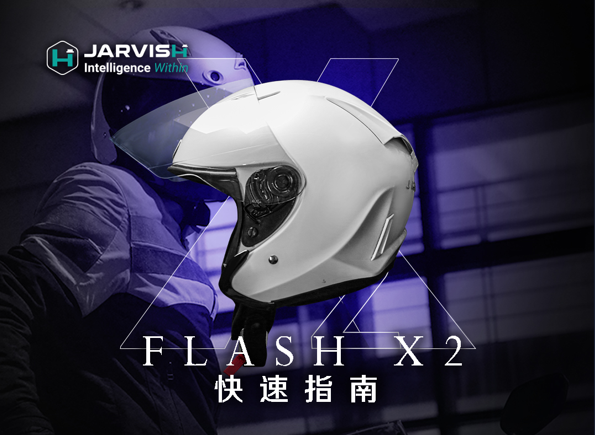 JARVISH
Intelligence Within
FLASH X2
快速指南